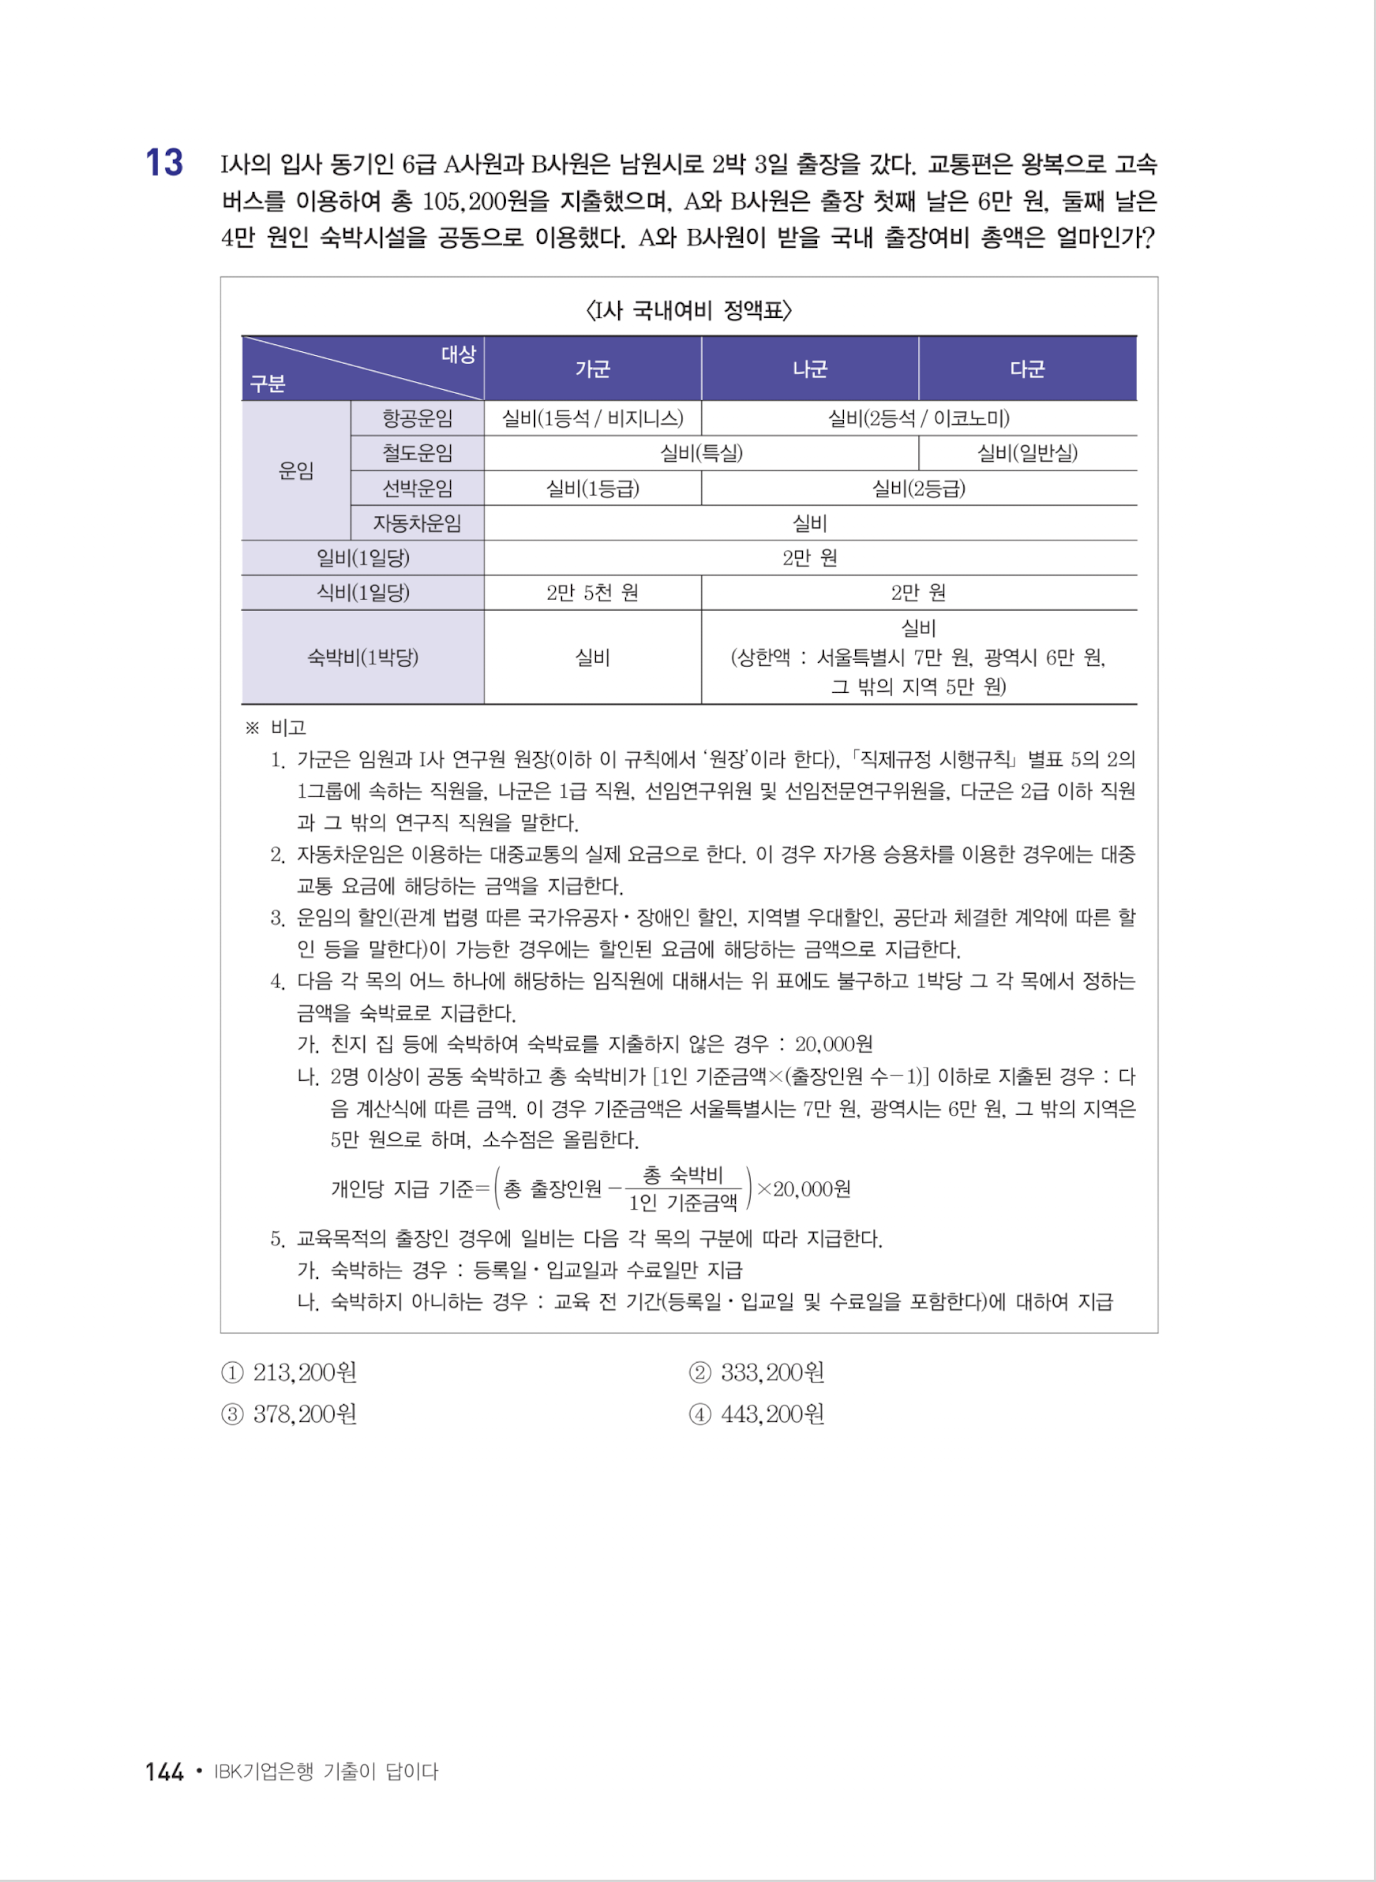 13
I사의 입사 동기인 6급 A사원과 B사원은 남원시로 2박 3일 출장을 갔다. 교통편은 왕복으로 고속
버스를 이용하여 총 105,200원을 지출했으며, A와 B사원은 출장 첫째 날은 6만 원, 둘째 날은
4만 원인 숙박시설을 공동으로 이용했다. A와 B사원이 받을 국내 출장여비 총액은 얼마인가?
〈I사 국내여비 정액표〉
대상
구분
가군
나군
다군
운임
항공운임
실비(1등석 / 비지니스)
실비(2등석 / 이코노미)
철도운임
실비(특실)
실비(일반실)
선박운임
실비(1등급)
실비(2등급)
자동차운임
실비
일비(1일당)
2만 원
식비(1일당)
2만 5천 원
2만 원
숙박비(1박당)
실비
실비
(상한액 : 서울특별시 7만 원, 광역시 6만 원,
그 밖의 지역 5만 원)
※ 비고
1. 가군은 임원과 I사 연구원 원장(이하 이 규칙에서 ‘원장’이라 한다), 「직제규정 시행규칙」 별표 5의 2의
1그룹에 속하는 직원을, 나군은 1급 직원, 선임연구위원 및 선임전문연구위원을, 다군은 2급 이하 직원
과 그 밖의 연구직 직원을 말한다.
2. 자동차운임은 이용하는 대중교통의 실제 요금으로 한다. 이 경우 자가용 승용차를 이용한 경우에는 대중
교통 요금에 해당하는 금액을 지급한다.
3. 운임의 할인(관계 법령 따른 국가유공자·장애인 할인, 지역별 우대할인, 공단과 체결한 계약에 따른 할
인 등을 말한다)이 가능한 경우에는 할인된 요금에 해당하는 금액으로 지급한다.
4. 다음 각 목의 어느 하나에 해당하는 임직원에 대해서는 위 표에도 불구하고 1박당 그 각 목에서 정하는
금액을 숙박료로 지급한다.
가. 친지 집 등에 숙박하여 숙박료를 지출하지 않은 경우 : 20,000원
나. 2명 이상이 공동 숙박하고 총 숙박비가 [1인 기준금액×(출장인원 수-1)] 이하로 지출된 경우 : 다
음 계산식에 따른 금액. 이 경우 기준금액은 서울특별시는 7만 원, 광역시는 6만 원, 그 밖의 지역은
5만 원으로 하며, 소수점은 올림한다.
개인당 지급 기준=(총 출장인원-총 숙박비/1인 기준금액)×20,000원
5. 교육목적의 출장인 경우에 일비는 다음 각 목의 구분에 따라 지급한다.
가. 숙박하는 경우 : 등록일·입교일과 수료일만 지급
나. 숙박하지 아니하는 경우 : 교육 전 기간(등록일·입교일 및 수료일을 포함한다)에 대하여 지급
① 213,200원
② 333,200원
③ 378,200원
④ 443,200원
144 • IBK기업은행 기출이 답이다